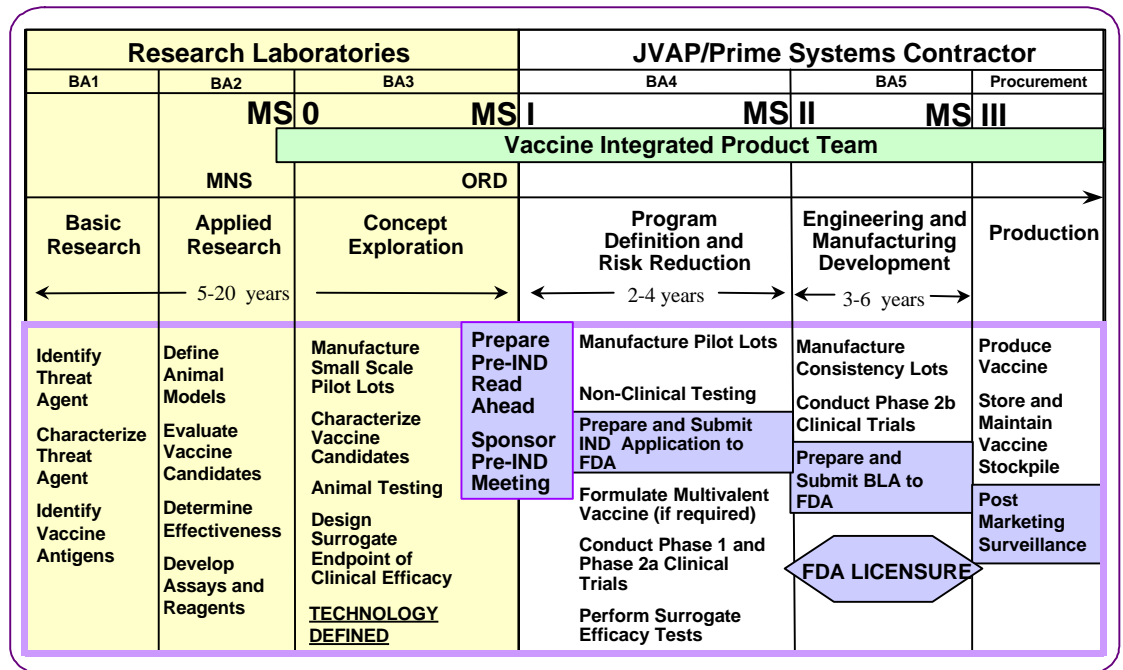 Research Laboratories
JVAP/Prime Systems Contractor
BA1
BA2
BA3
BA4
BA5
Procurement
MS 0
MS I
MS II
MS III
Vaccine Integrated Product Team
MNS
ORD
Basic
Research
Applied
Research
Concept
Exploration
Program
Definition and
Risk Reduction
Engineering and
Manufacturing
Development
Production
5-20 years
2-4 years
3-6 years
Identify
Threat
Agent
Characterize
Threat
Agent
Identify
Vaccine
Antigens
Define
Animal
Models
Evaluate
Vaccine
Candidates
Determine
Effectiveness
Develop
Assays and
Reagents
Manufacture
Small Scale
Pilot Lots
Characterize
Vaccine
Candidates
Animal Testing
Design
Surrogate
Endpoint of
Clinical Efficacy
TECHNOLOGY
DEFINED
Prepare
Pre-IND
Read
Ahead
Sponsor
Pre-IND
Meeting
Manufacture Pilot Lots
Non-Clinical Testing
Prepare and Submit
IND Application to
FDA
Formulate Multivalent
Vaccine (if required)
Conduct Phase 1 and
Phase 2a Clinical
Trials
Perform Surrogate
Efficacy Tests
Manufacture
Consistency Lots
Conduct Phase 2b
Clinical Trials
Prepare and
Submit BLA to
FDA
FDA LICENSURE
Produce
Vaccine
Store and
Maintain
Vaccine
Stockpile
Post
Marketing
Surveillance